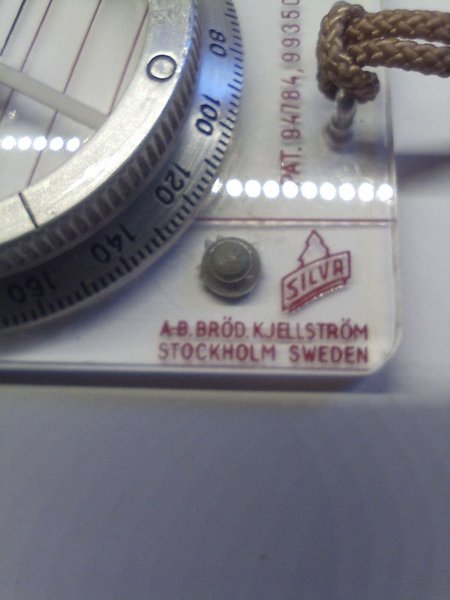 80
100
120
140
160
O
PAT. 94784, 99350
SILVA
A-B. BRÖD. KJELLSTRÖM
STOCKHOLM SWEDEN